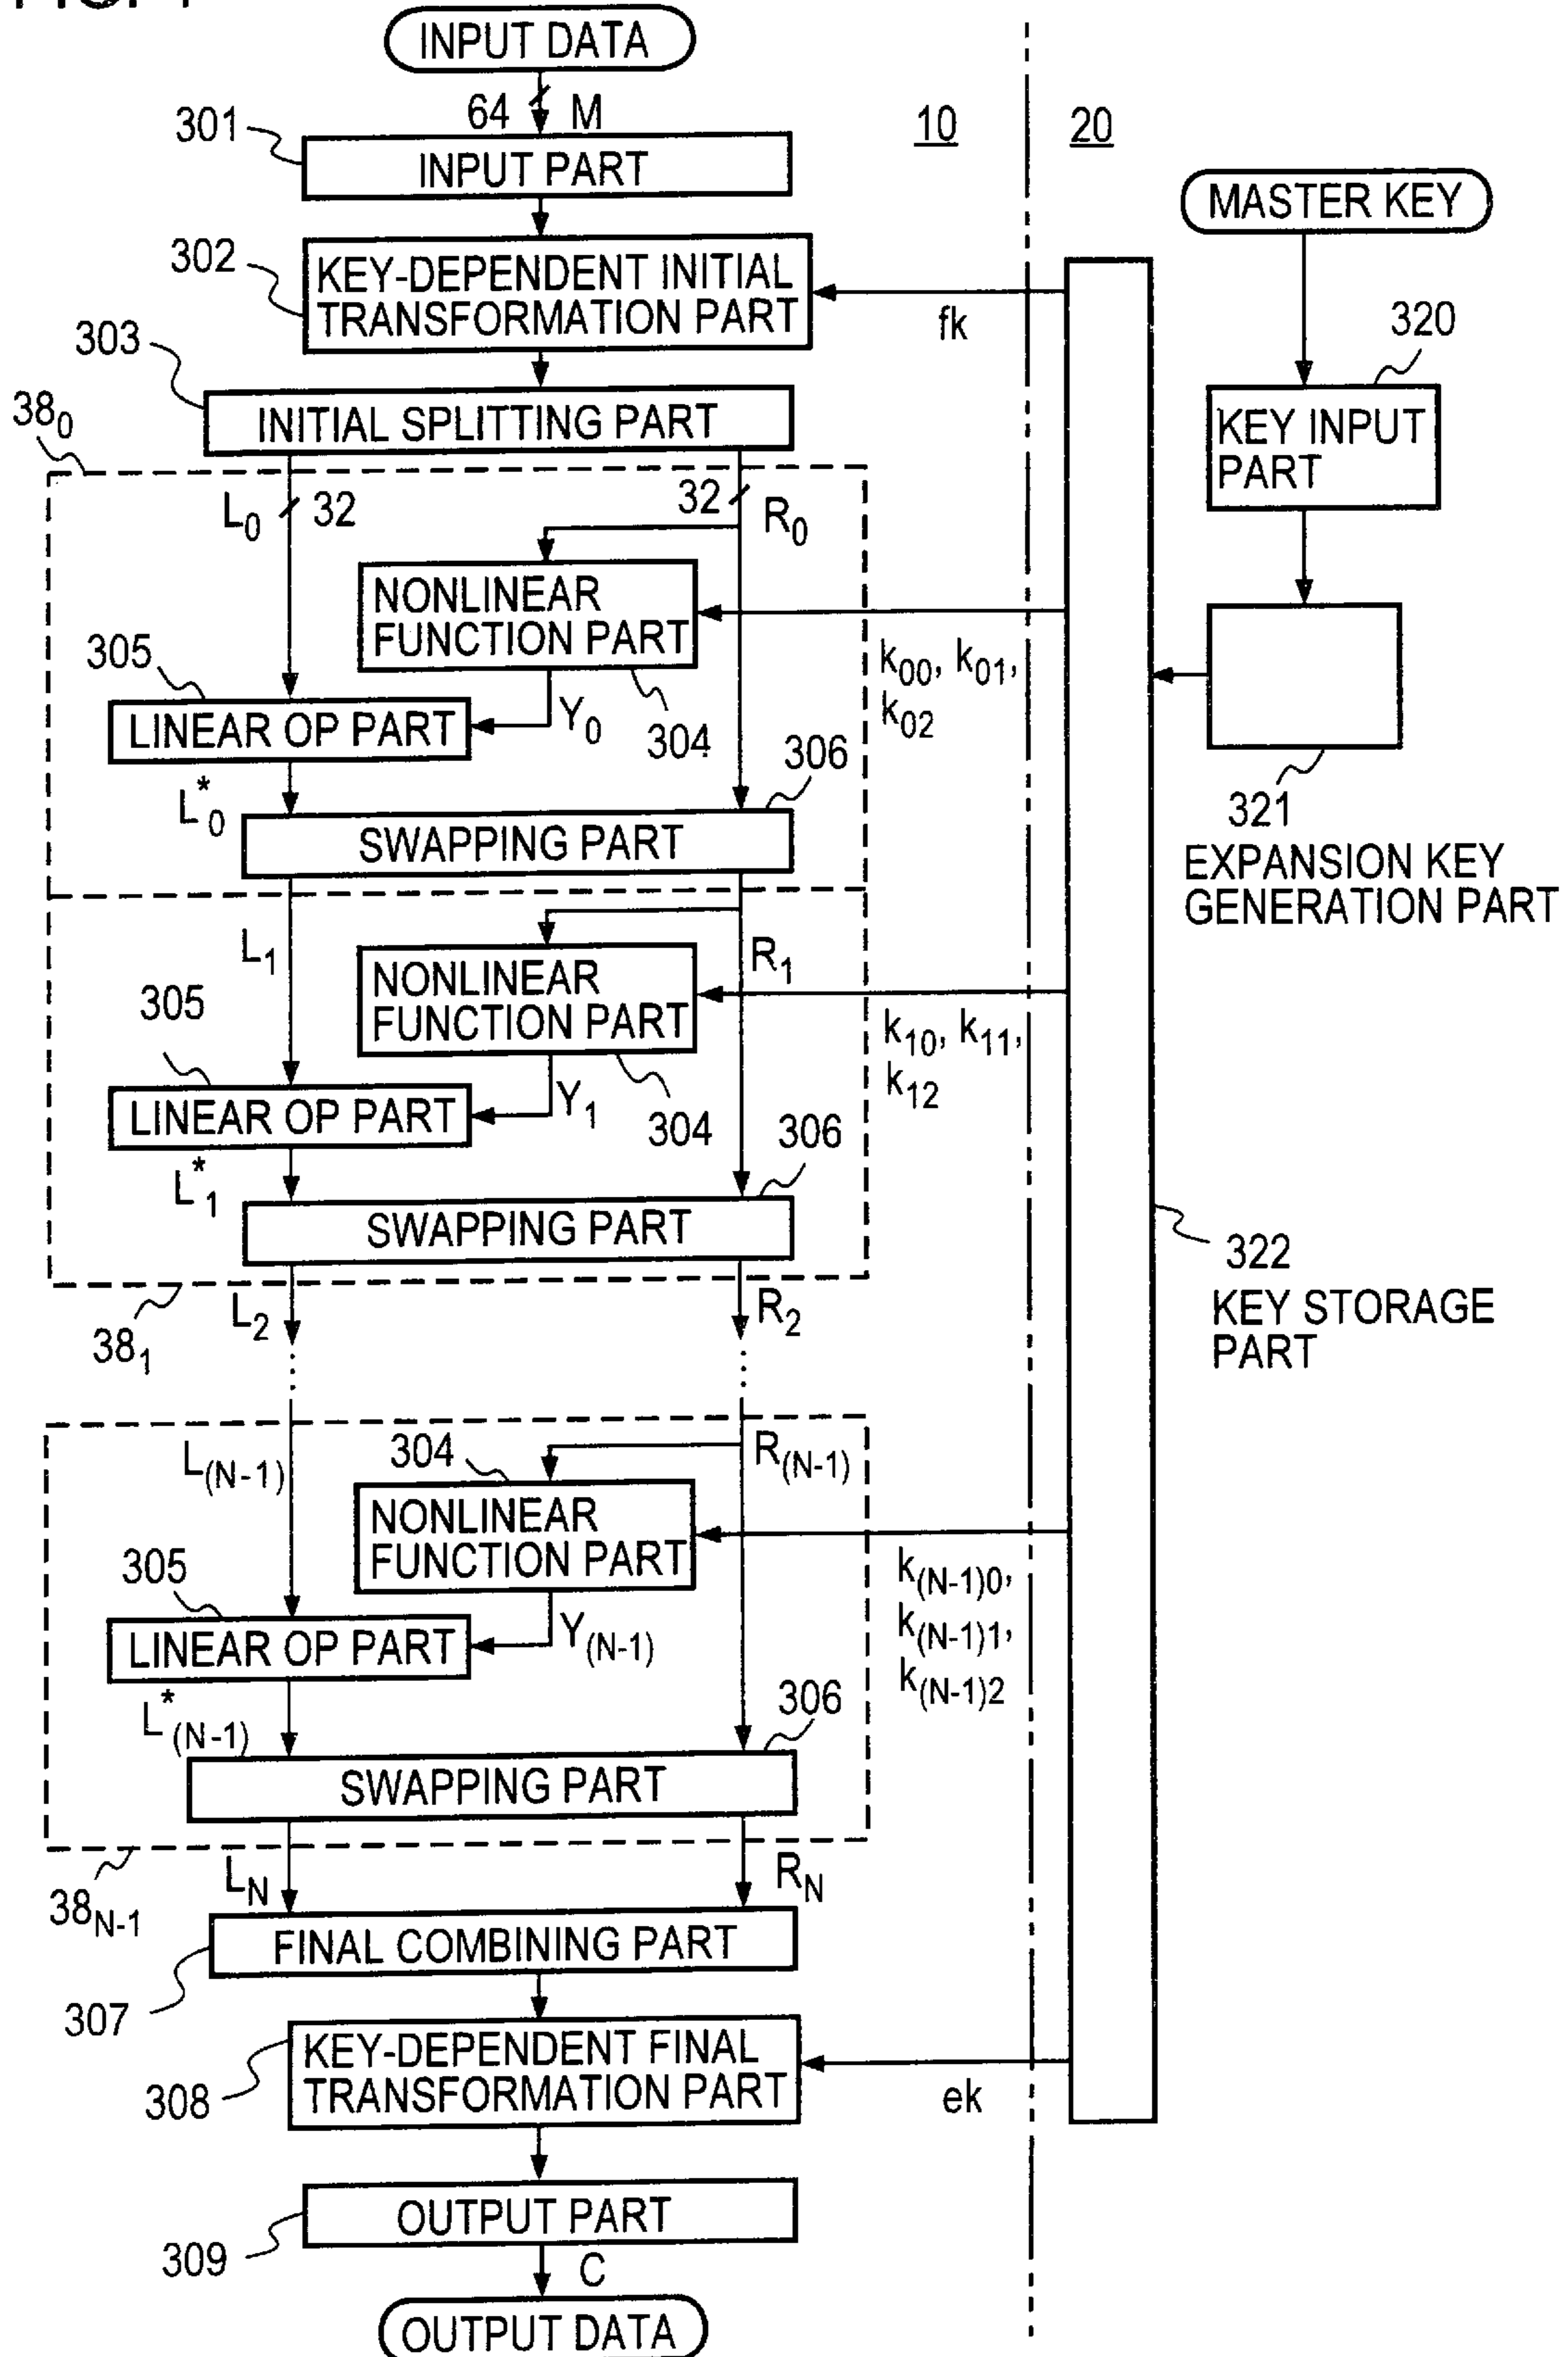 INPUT DATA
64 M
301
INPUT PART
10
20
MASTER KEY
302
KEY-DEPENDENT INITIAL
TRANSFORMATION PART
fk
320
303
INITIAL SPLITTING PART
KEY INPUT
PART
38₀
L₀ 32
32 R₀
NONLINEAR
FUNCTION PART
k₀₀, k₀₁,
k₀₂
305
LINEAR OP PART
Y₀
304
306
L*₀
SWAPPING PART
321
EXPANSION KEY
GENERATION PART
L₁
R₁
NONLINEAR
FUNCTION PART
k₁₀, k₁₁,
k₁₂
305
LINEAR OP PART
Y₁
304
306
L*₁
SWAPPING PART
322
KEY STORAGE
PART
38₁
L₂
R₂
L(N-1)
304
R(N-1)
NONLINEAR
FUNCTION PART
k(N-1)0,
k(N-1)1,
k(N-1)2
305
LINEAR OP PART
Y(N-1)
306
L*(N-1)
SWAPPING PART
38N-1
LN
RN
FINAL COMBINING PART
307
KEY-DEPENDENT FINAL
TRANSFORMATION PART
308
ek
OUTPUT PART
309
C
OUTPUT DATA